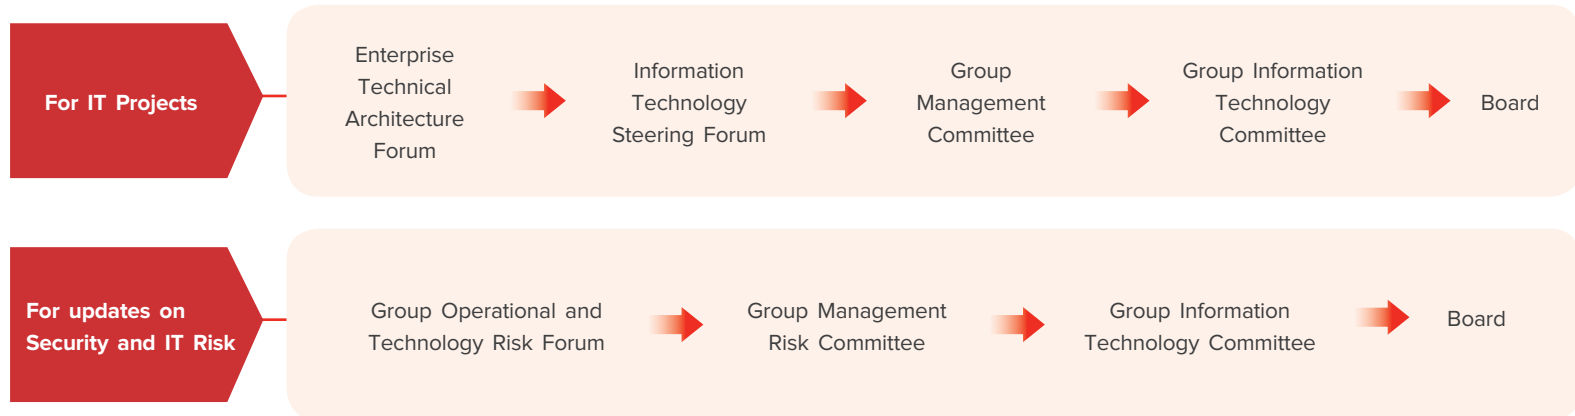 For IT Projects
Enterprise
Technical
Architecture
Forum
Information
Technology
Steering Forum
Group
Management
Committee
Group Information
Technology
Committee
Board
For updates on
Security and IT Risk
Group Operational and
Technology Risk Forum
Group Management
Risk Committee
Group Information
Technology Committee
Board